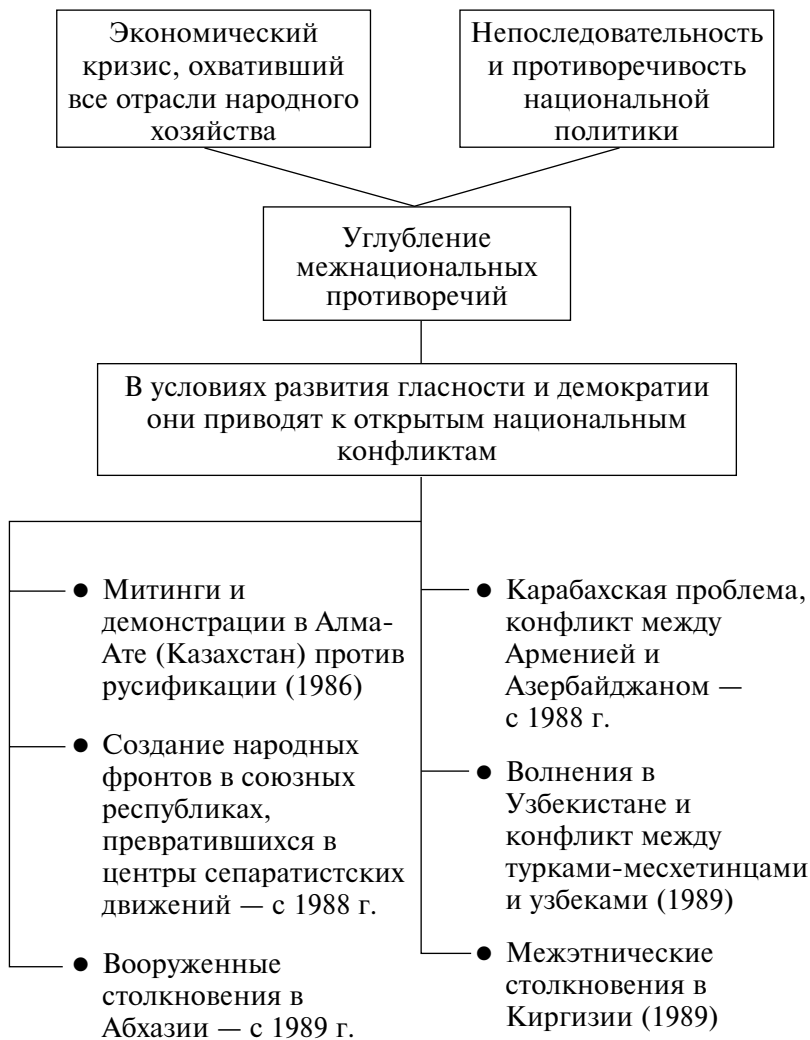 Экономический
кризис, охвативший
все отрасли народного
хозяйства
Непоследовательность
и противоречивость
национальной
политики
Углубление
межнациональных
противоречий
В условиях развития гласности и демократии
они приводят к открытым национальным
конфликтам
● Митинги и
демонстрации в Алма-
Ате (Казахстан) против
русификации (1986)
● Создание народных
фронтов в союзных
республиках,
превратившихся в
центры сепаратистских
движений — с 1988 г.
● Вооруженные
столкновения в
Абхазии — с 1989 г.
● Карабахская проблема,
конфликт между
Арменией и
Азербайджаном —
с 1988 г.
● Волнения в
Узбекистане и
конфликт между
турками-месхетинцами
и узбеками (1989)
● Межэтнические
столкновения в
Киргизии (1989)